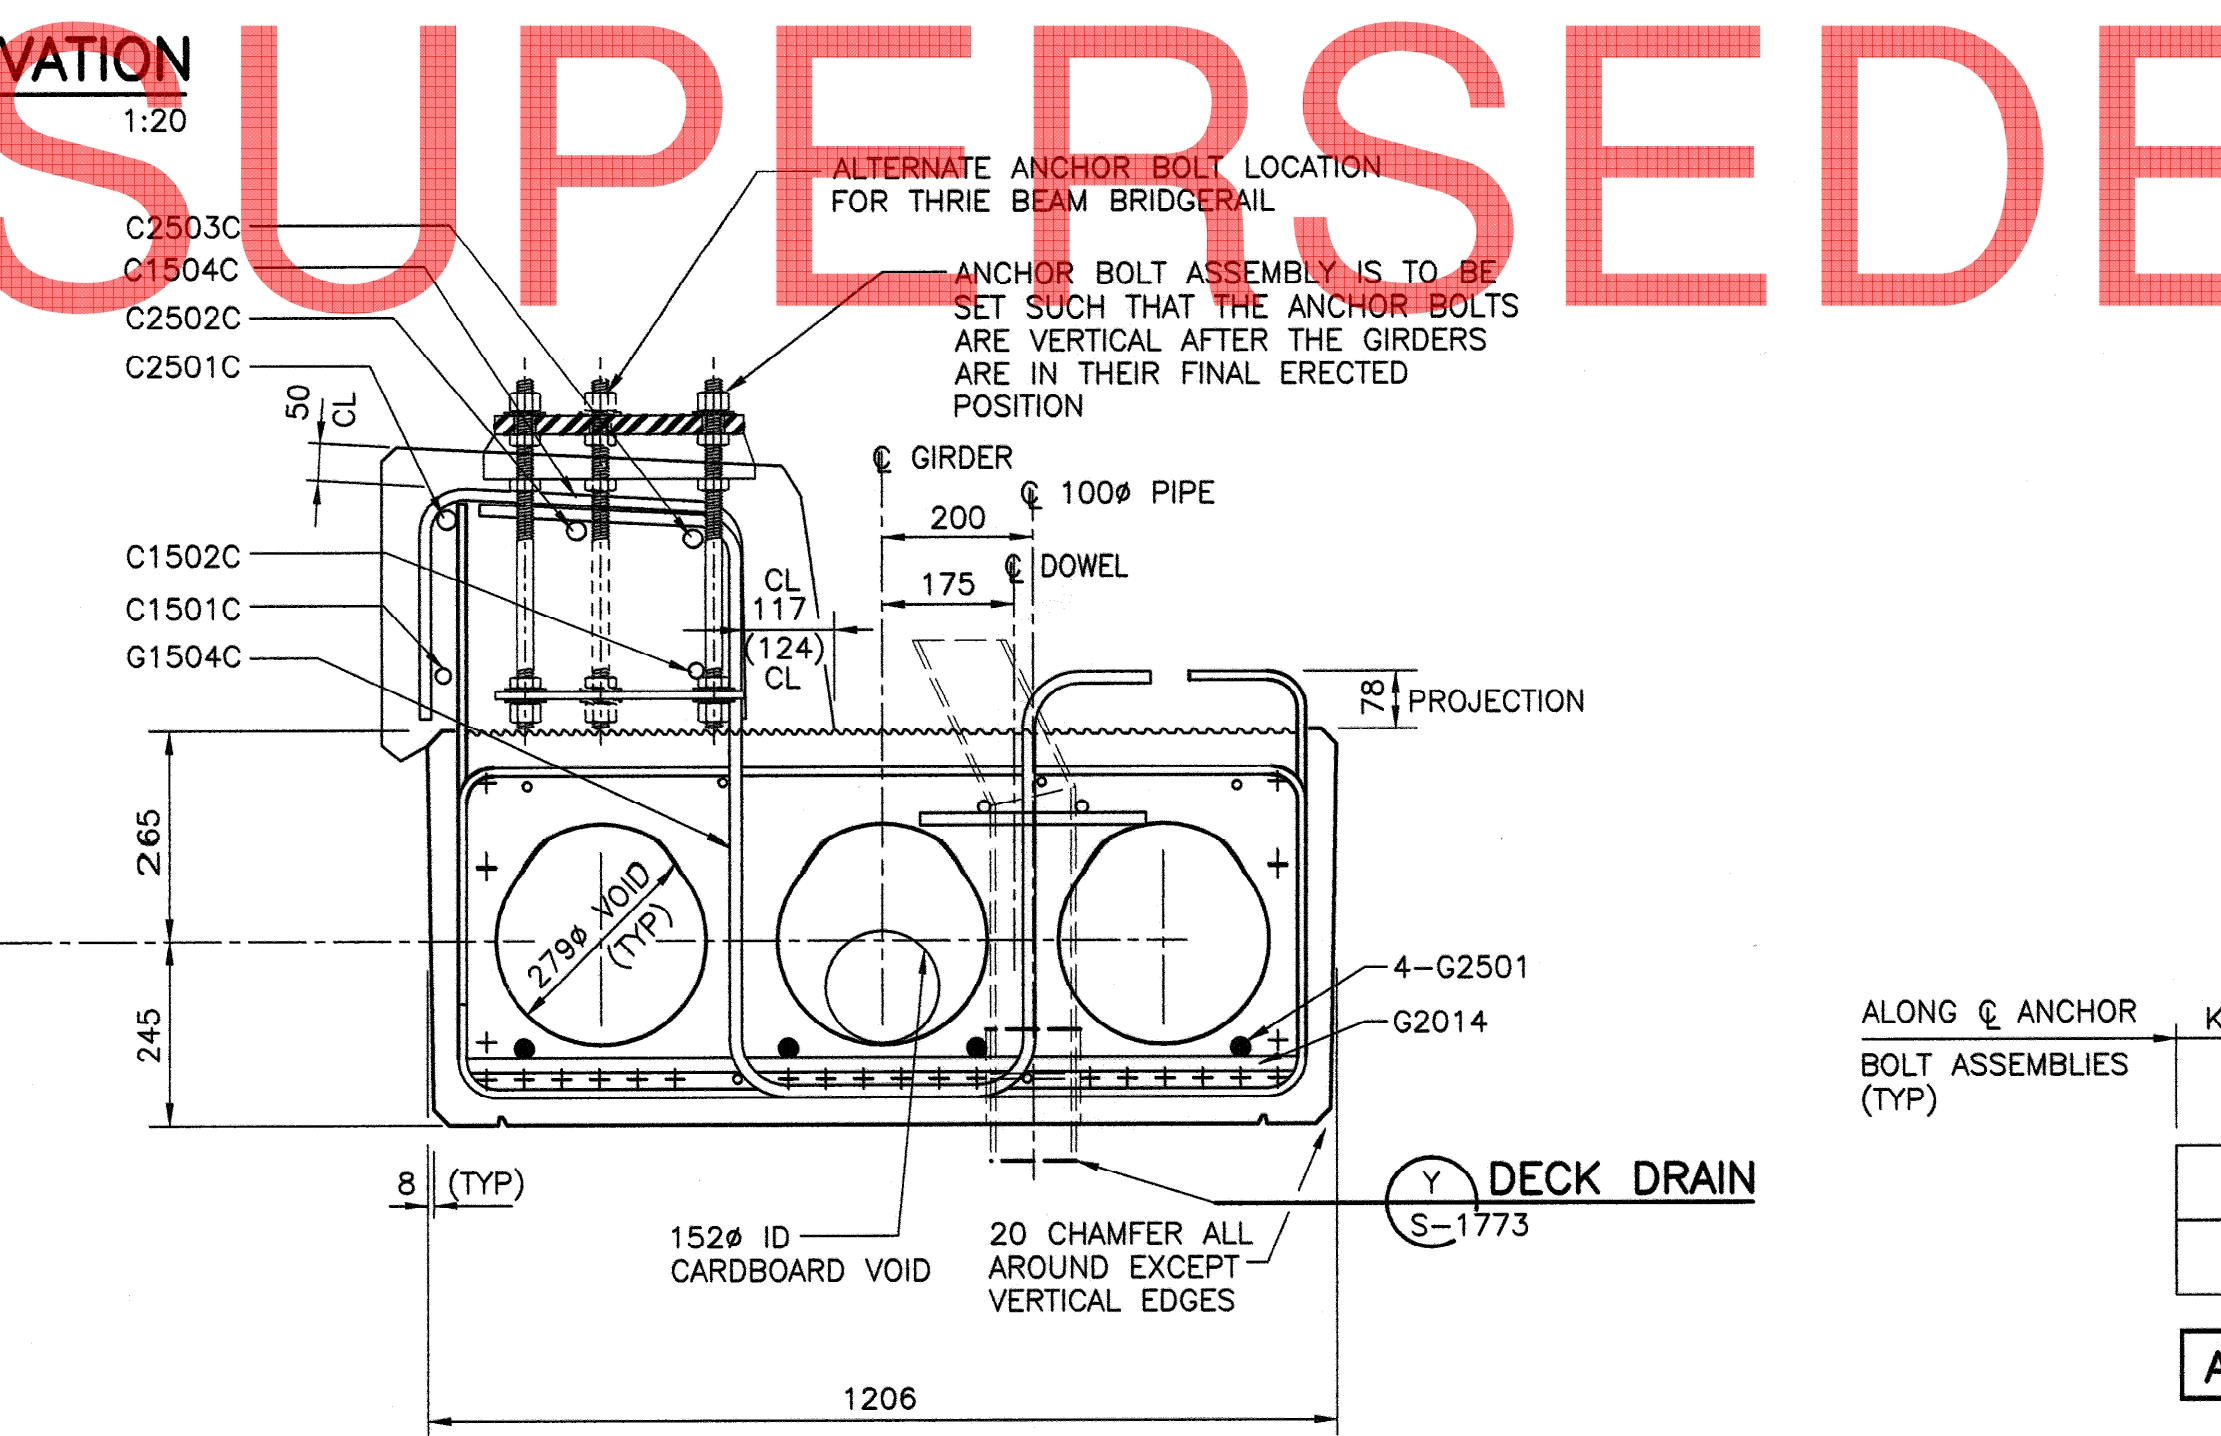 SUPERSEDE
VATION
1:20
ALTERNATE ANCHOR BOLT LOCATION
FOR THRIE BEAM BRIDGERAIL
C2503C
C1504C
C2502C
C2501C
ANCHOR BOLT ASSEMBLY IS TO BE
SET SUCH THAT THE ANCHOR BOLTS
ARE VERTICAL AFTER THE GIRDERS
ARE IN THEIR FINAL ERECTED
POSITION
50
CL
℄ GIRDER
℄ 100ø PIPE
200
℄ DOWEL
175
C1502C
C1501C
G1504C
CL
117
(124)
CL
78
PROJECTION
265
245
279ø VOID
(TYP)
4-G2501
G2014
ALONG ℄ ANCHOR
BOLT ASSEMBLIES
(TYP)
K
8 (TYP)
152ø ID
CARDBOARD VOID
20 CHAMFER ALL
AROUND EXCEPT
VERTICAL EDGES
Y
S-1773
DECK DRAIN
A
1206